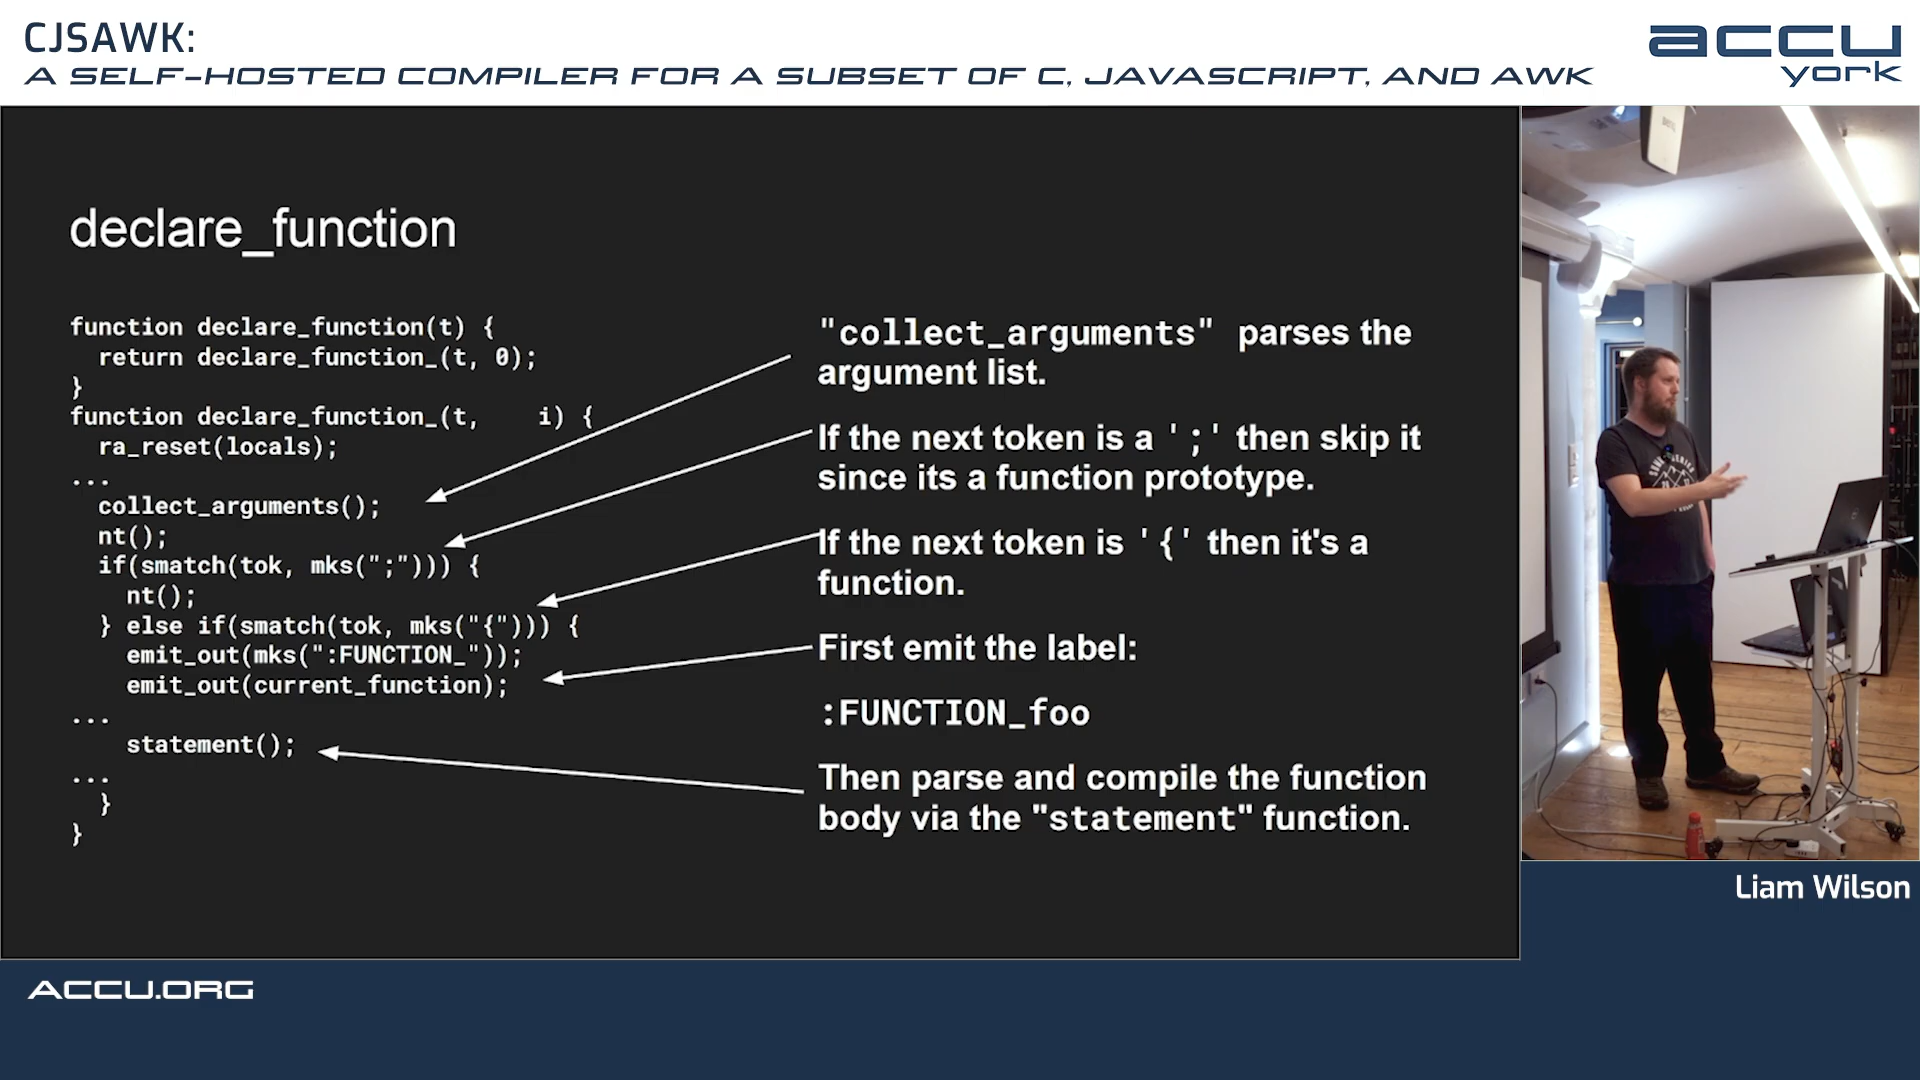 CJSAWK:
A SELF-HOSTED COMPILER FOR A SUBSET OF C, JAVASCRIPT, AND AWK
accu
york
declare_function
function declare_function(t) {
  return declare_function_(t, 0);
}
function declare_function_(t,    i) {
  ra_reset(locals);
...
  collect_arguments();
  nt();
  if(smatch(tok, mks(";"))) {
    nt();
  } else if(smatch(tok, mks("{"))) {
    emit_out(mks(":FUNCTION_"));
    emit_out(current_function);
...
    statement();
...
  }
}
"collect_arguments" parses the
argument list.
If the next token is a ';' then skip it
since its a function prototype.
If the next token is '{' then it's a
function.
First emit the label:
:FUNCTION_foo
Then parse and compile the function
body via the "statement" function.
Liam Wilson
ACCU.ORG